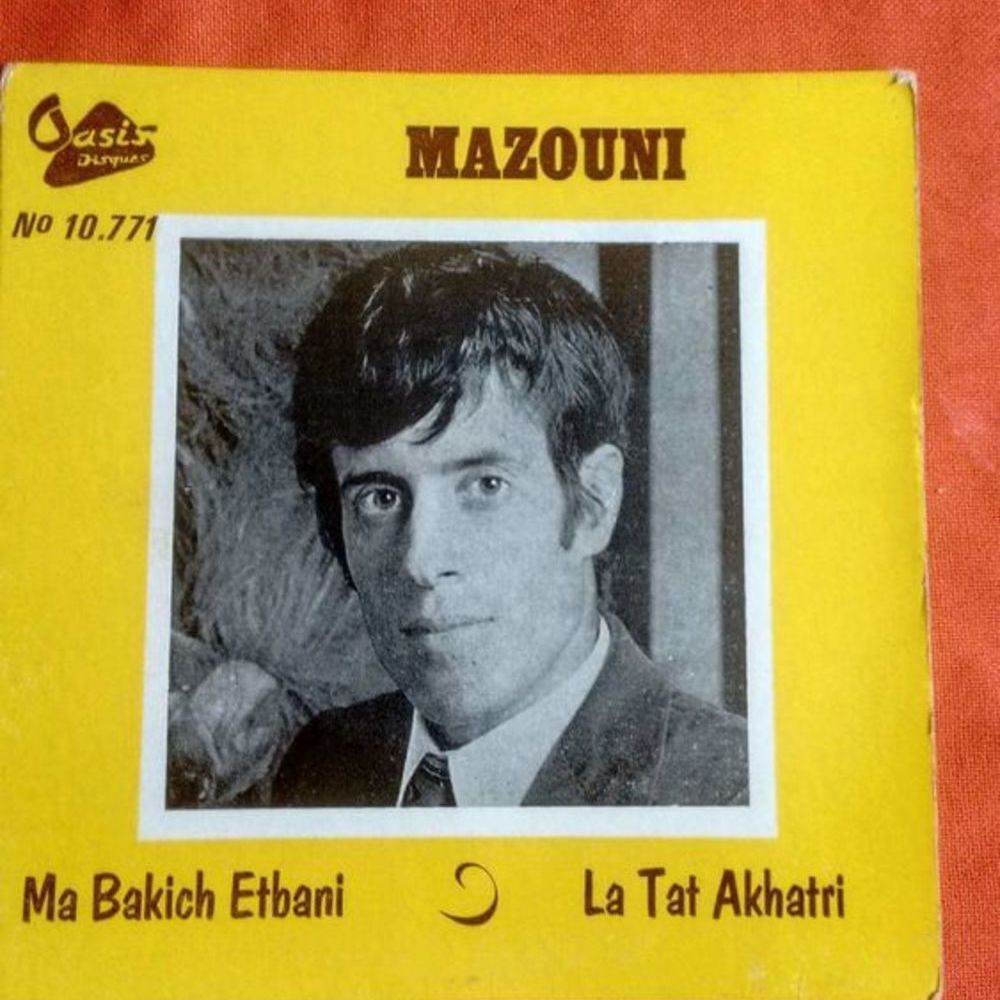 Oasis
Disques
MAZOUNI
Nº 10.771
Ma Bakich Etbani
La Tat Akhatri